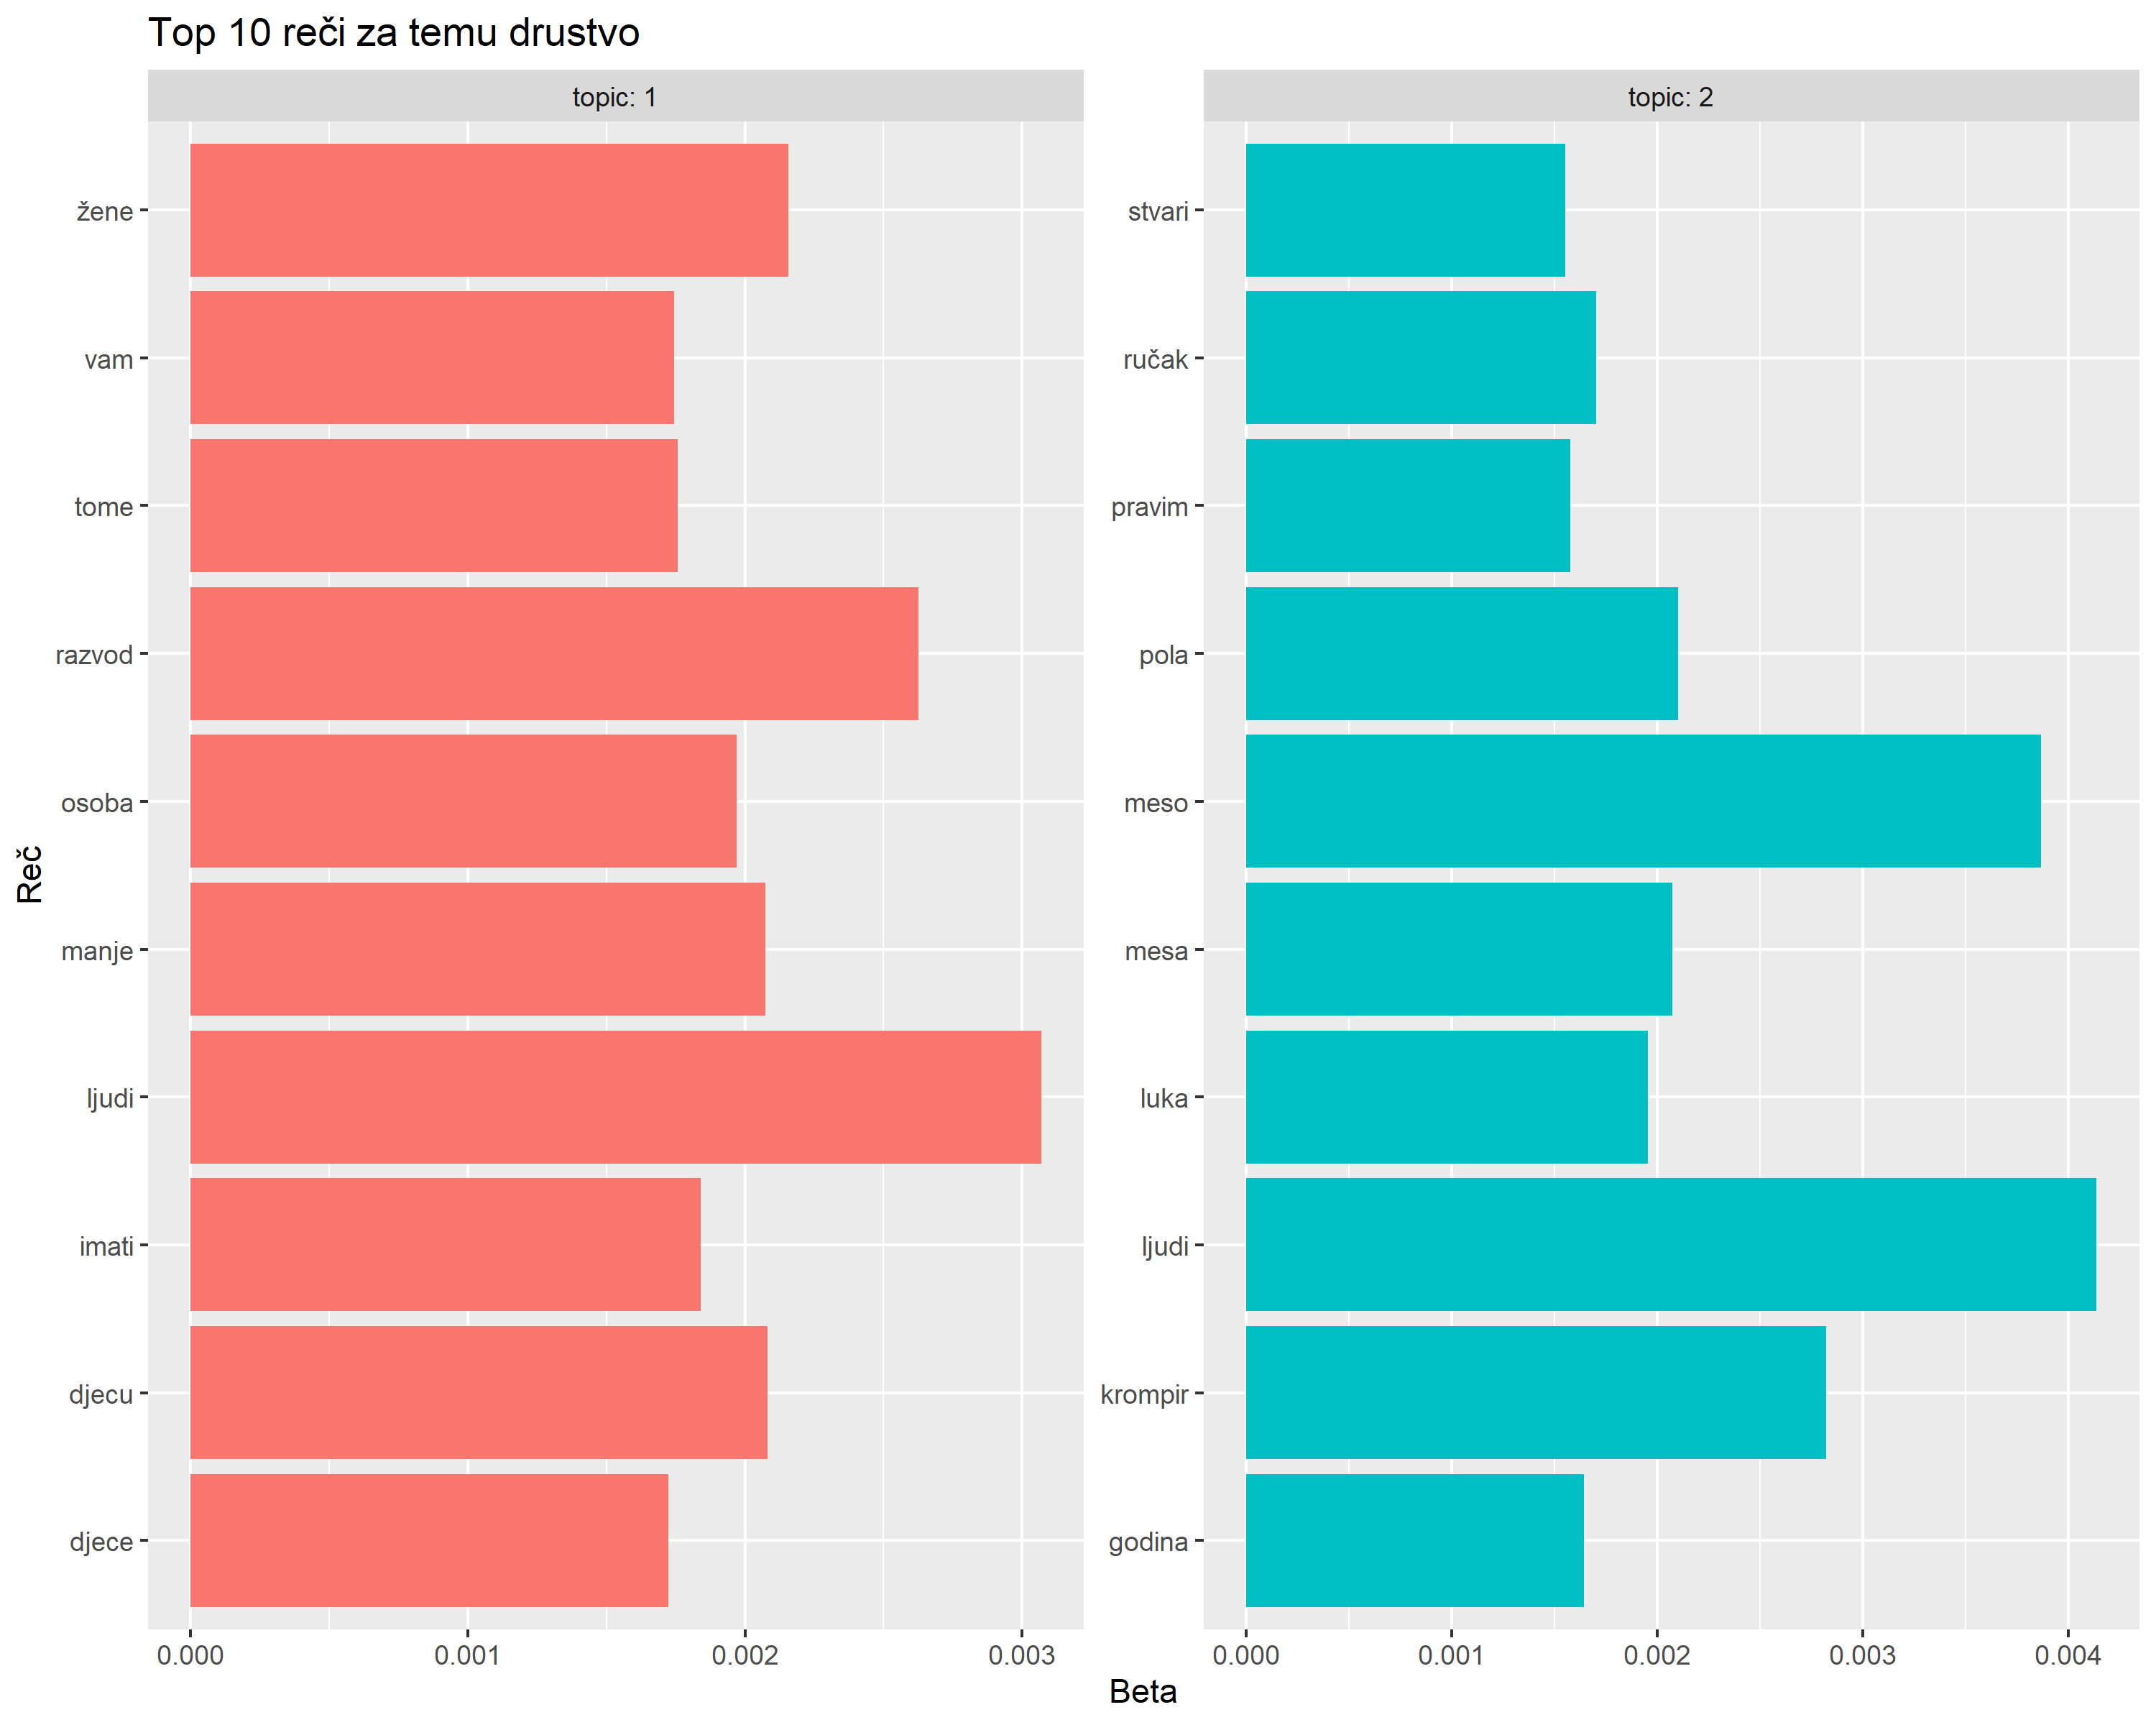 Top 10 reči za temu drustvo
topic: 1
topic: 2
Reč
žene
vam
tome
razvod
osoba
manje
ljudi
imati
djecu
djece
0.000
0.001
0.002
0.003
stvari
ručak
pravim
pola
meso
mesa
luka
ljudi
krompir
godina
0.000
0.001
0.002
0.003
0.004
Beta